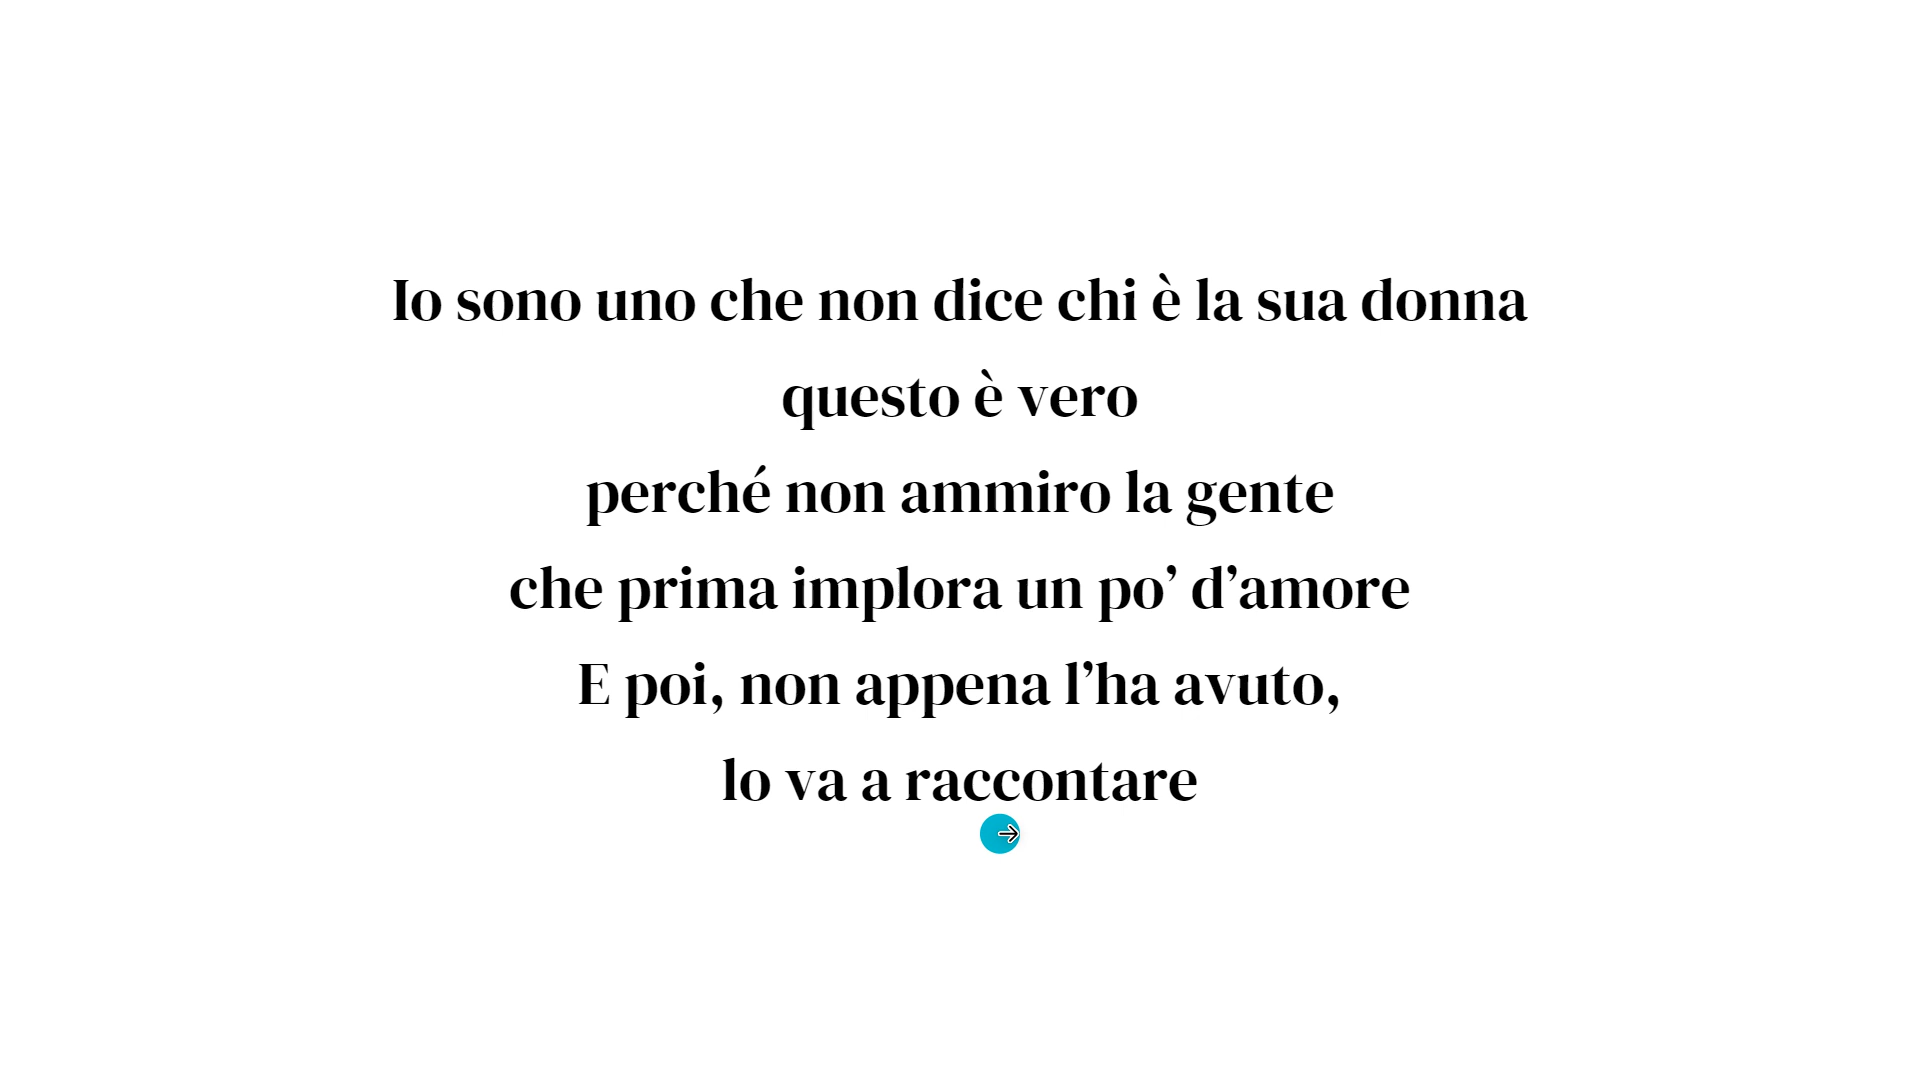 Io sono uno che non dice chi è la sua donna
questo è vero
perché non ammiro la gente
che prima implora un po’ d’amore
E poi, non appena l’ha avuto,
lo va a raccontare